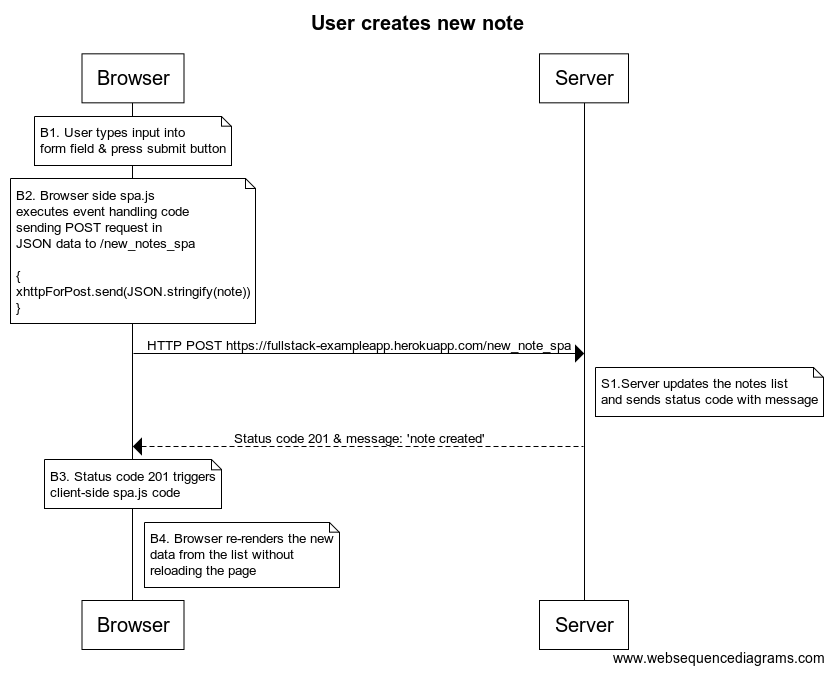 User creates new note
Browser
Server
B1. User types input into
form field & press submit button
B2. Browser side spa.js
executes event handling code
sending POST request in
JSON data to /new_notes_spa
{
xhttpForPost.send(JSON.stringify(note))
}
HTTP POST https://fullstack-exampleapp.herokuapp.com/new_note_spa
S1.Server updates the notes list
and sends status code with message
Status code 201 & message: 'note created'
B3. Status code 201 triggers
client-side spa.js code
B4. Browser re-renders the new
data from the list without
reloading the page
Browser
Server
www.websequencediagrams.com